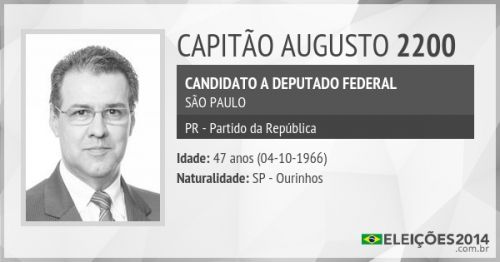 CAPITÃO AUGUSTO 2200
CANDIDATO A DEPUTADO FEDERAL
SÃO PAULO
PR - Partido da República
Idade: 47 anos (04-10-1966)
Naturalidade: SP - Ourinhos
ELEIÇÕES2014
.com.br